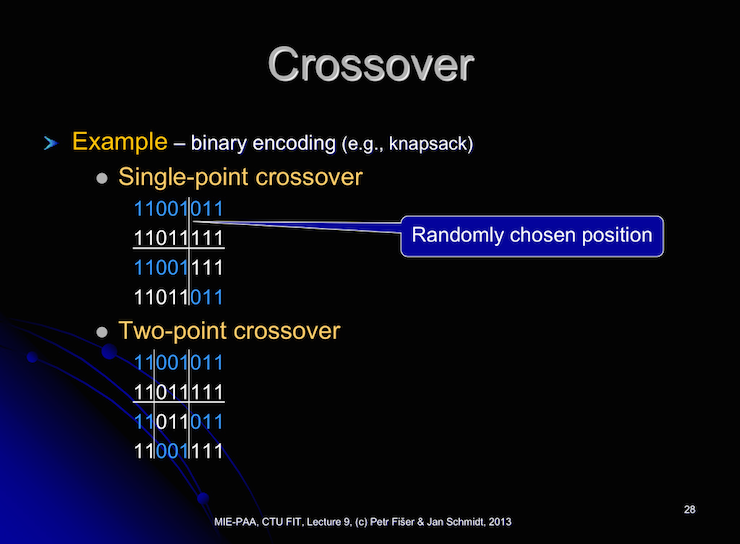 Crossover
Example – binary encoding (e.g., knapsack)
Single-point crossover
11001011
11011111
11001111
11011011
Randomly chosen position
Two-point crossover
11001011
11011111
11011011
11001111
28
MIE-PAA, CTU FIT, Lecture 9, (c) Petr Fišer & Jan Schmidt, 2013